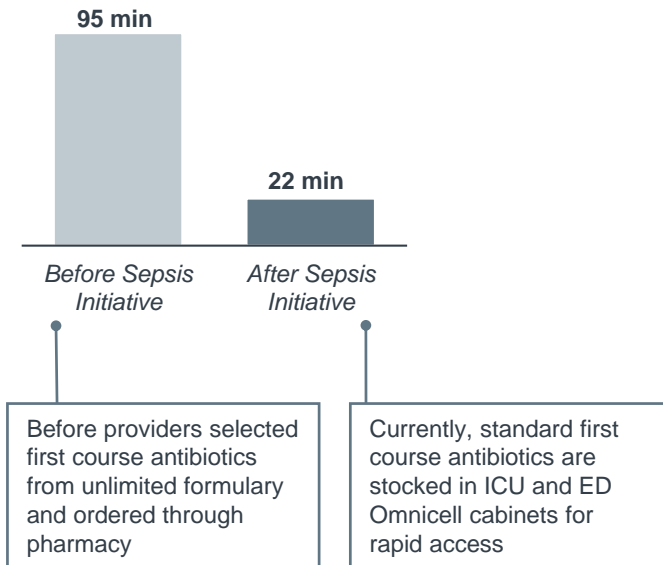 95 min
22 min
Before Sepsis
Initiative
After Sepsis
Initiative
Before providers selected
first course antibiotics
from unlimited formulary
and ordered through
pharmacy
Currently, standard first
course antibiotics are
stocked in ICU and ED
Omnicell cabinets for
rapid access